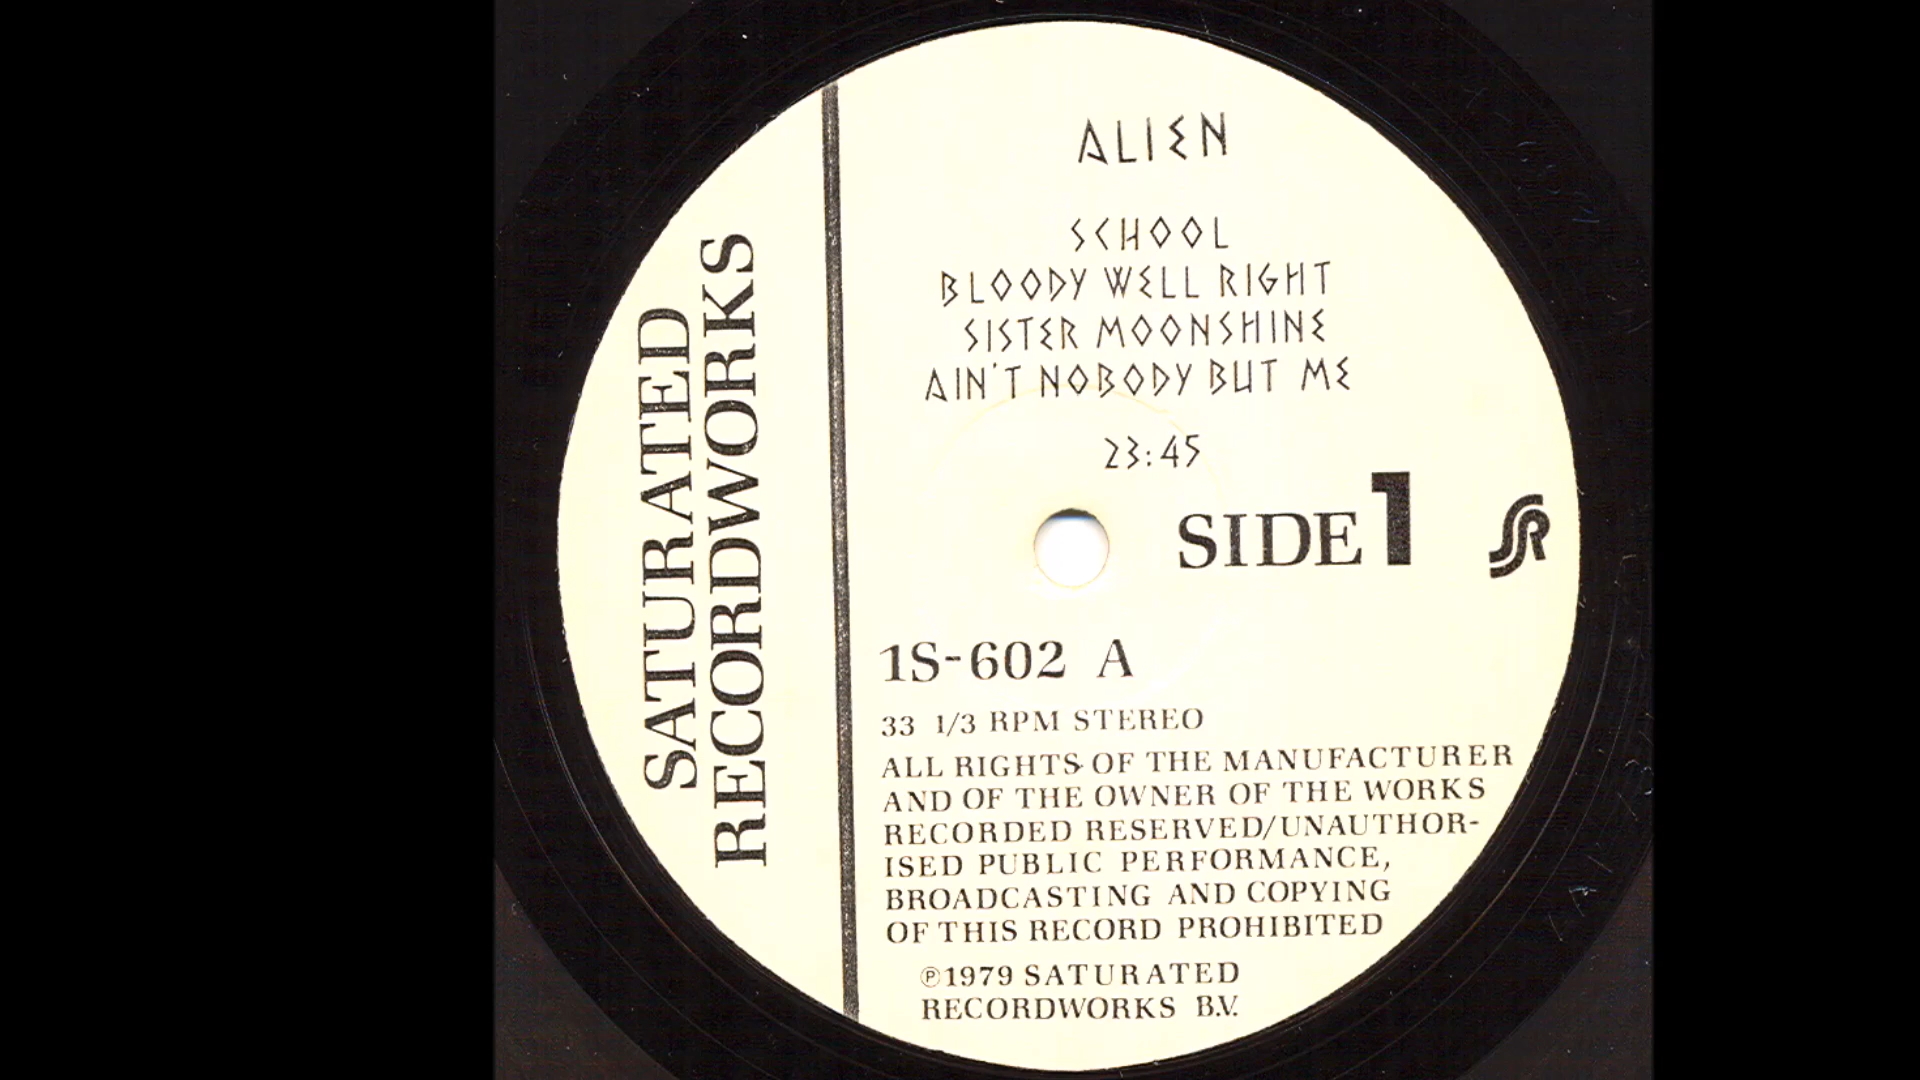 SATURATED
RECORDWORKS
ALIEN
SCHOOL
BLOODY WELL RIGHT
SISTER MOONSHINE
AIN'T NOBODY BUT ME
23:45
SIDE 1
SR
1S-602 A
33 1/3 RPM STEREO
ALL RIGHTS OF THE MANUFACTURER
AND OF THE OWNER OF THE WORKS
RECORDED RESERVED/UNAUTHOR-
ISED PUBLIC PERFORMANCE,
BROADCASTING AND COPYING
OF THIS RECORD PROHIBITED
℗1979 SATURATED
RECORDWORKS B.V.